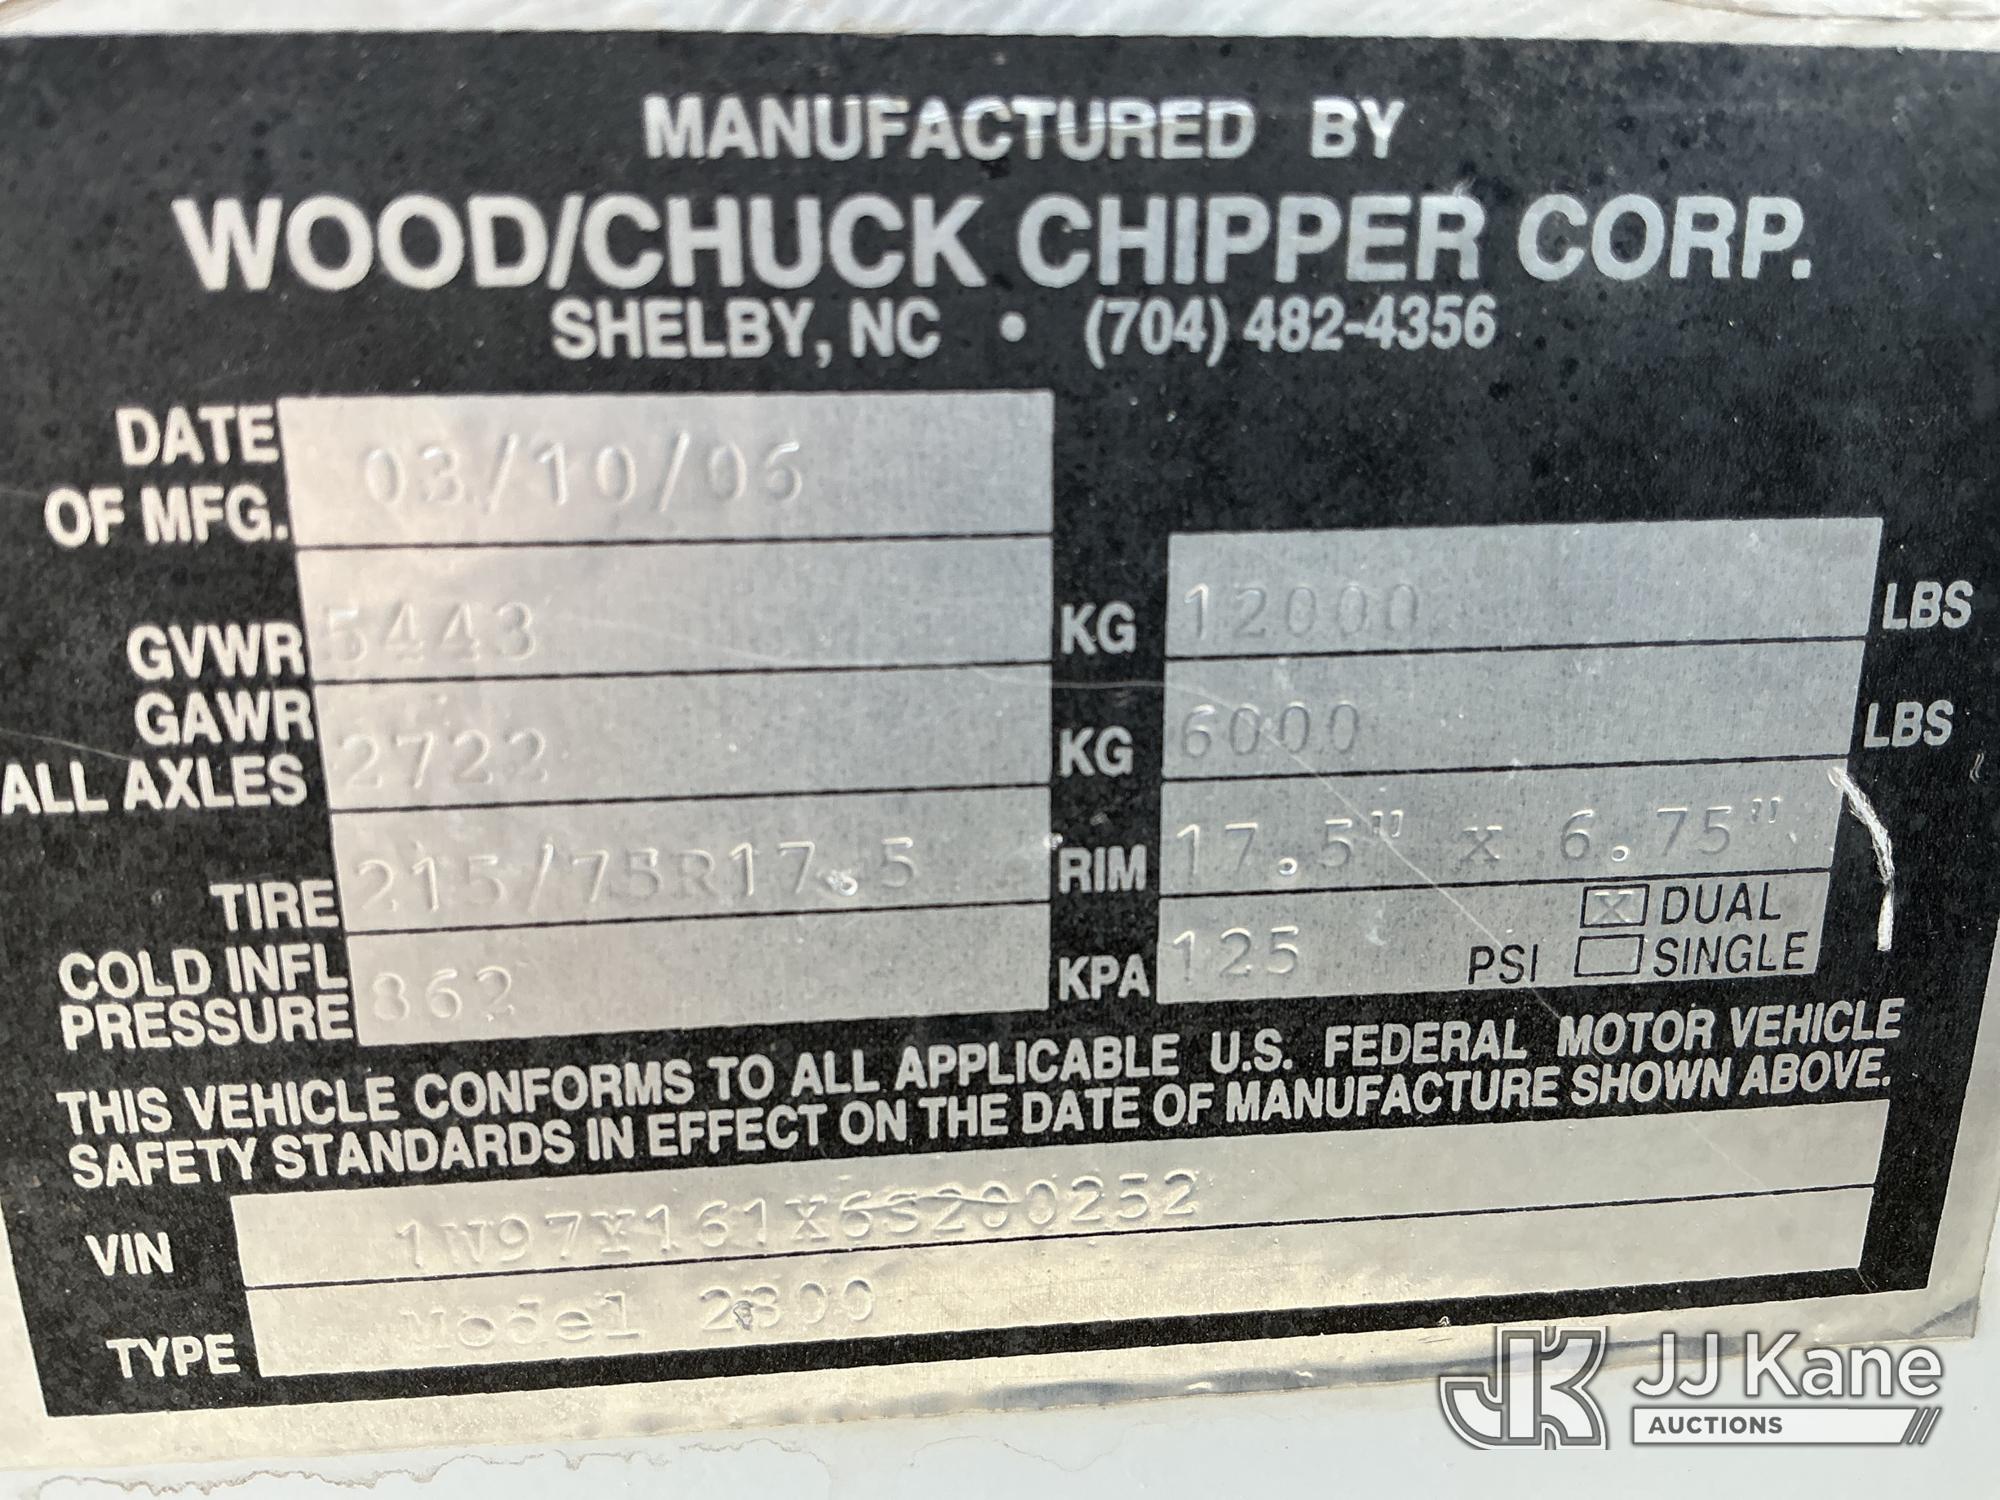 MANUFACTURED BY
WOOD/CHUCK CHIPPER CORP.
SHELBY, NC • (704) 482-4356
DATE OF MFG. 03/10/06
GVWR 5443 KG 12000 LBS
GAWR ALL AXLES 2722 KG 6000 LBS
TIRE 215/75R17.5 RIM 17.5" x 6.75"
COLD INFL PRESSURE 862 KPA 125 PSI X DUAL SINGLE
THIS VEHICLE CONFORMS TO ALL APPLICABLE U.S. FEDERAL MOTOR VEHICLE
SAFETY STANDARDS IN EFFECT ON THE DATE OF MANUFACTURE SHOWN ABOVE.
VIN 1W97Y161X6S200252
TYPE Model 2800
JK JJ Kane
AUCTIONS